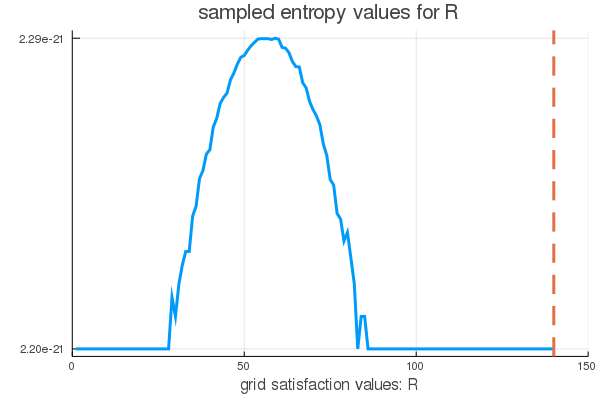 sampled entropy values for R
2.29e-21
2.20e-21
0
50
100
150
grid satisfaction values: R